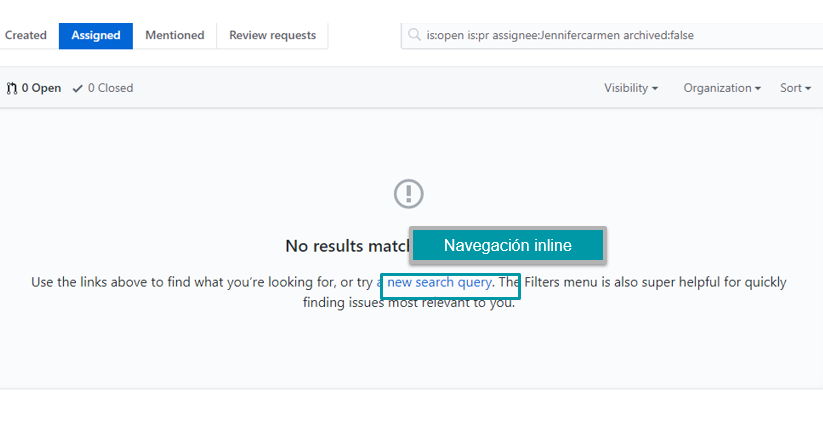 Created Assigned Mentioned Review requests is:open is:pr assignee:Jennifercarmen archived:false
0 Open 0 Closed Visibility Organization Sort
No results matc
Navegación inline
Use the links above to find what you're looking for, or try a new search query. The Filters menu is also super helpful for quickly
finding issues most relevant to you.